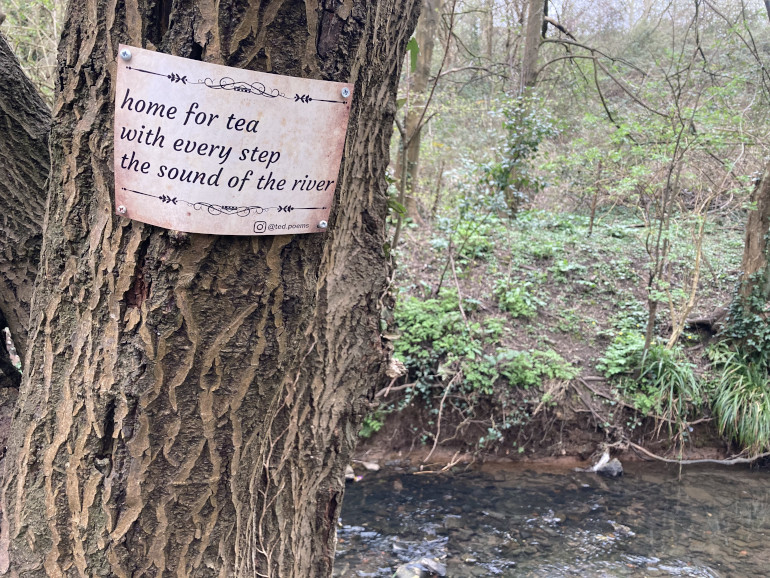 home for tea
with every step
the sound of the river
@ted.poems